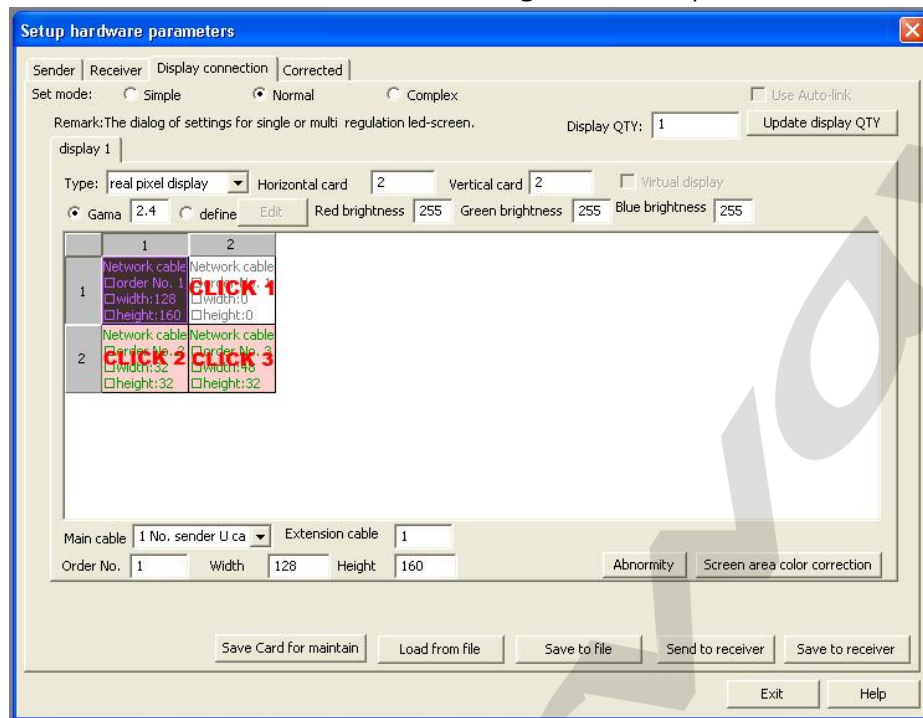 Setup hardware parameters
Sender Receiver Display connection Corrected
Set mode: Simple Normal Complex Use Auto-link
Remark:The dialog of settings for single or multi regulation led-screen. Display QTY: 1 Update display QTY
display 1
Type: real pixel display Horizontal card 2 Vertical card 2 Virtual display
Gama 2.4 define Edit Red brightness 255 Green brightness 255 Blue brightness 255
1 2
Network cable Network cable
1 order No. 1 CLICK 1
width:128 width:0
height:160 height:0
Network cable Network cable
2 CLICK 2 CLICK 3
width:32 width:48
height:32 height:32
Main cable 1 No. sender U ca Extension cable 1
Order No. 1 Width 128 Height 160 Abnormity Screen area color correction
Save Card for maintain Load from file Save to file Send to receiver Save to receiver
Exit Help